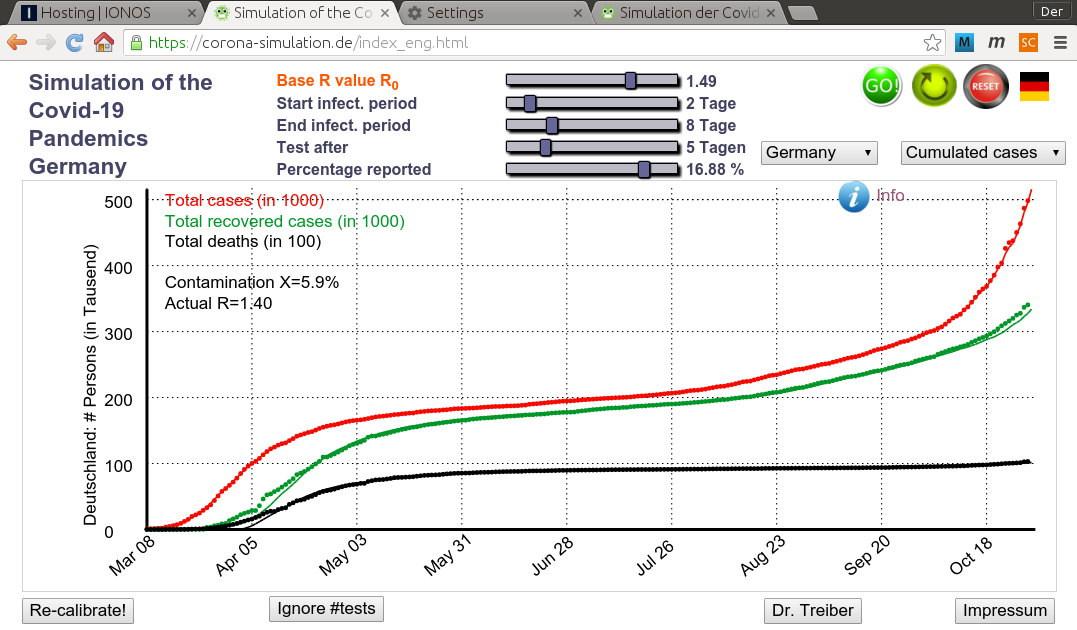 Hosting | IONOS
Simulation of the Co
Settings
Simulation der Covid
Der
https://corona-simulation.de/index_eng.html
M
m
SC
Simulation of the
Covid-19
Pandemics
Germany
Base R value R0
1.49
Start infect. period
2 Tage
End infect. period
8 Tage
Test after
5 Tagen
Percentage reported
16.88 %
GO!
RESET
Germany
Cumulated cases
i Info
Total cases (in 1000)
Total recovered cases (in 1000)
Total deaths (in 100)
Contamination X=5.9%
Actual R=1.40
Deutschland: # Persons (in Tausend)
500
400
300
200
100
0
Mar 08
Apr 05
May 03
May 31
Jun 28
Jul 26
Aug 23
Sep 20
Oct 18
Re-calibrate!
Ignore #tests
Dr. Treiber
Impressum